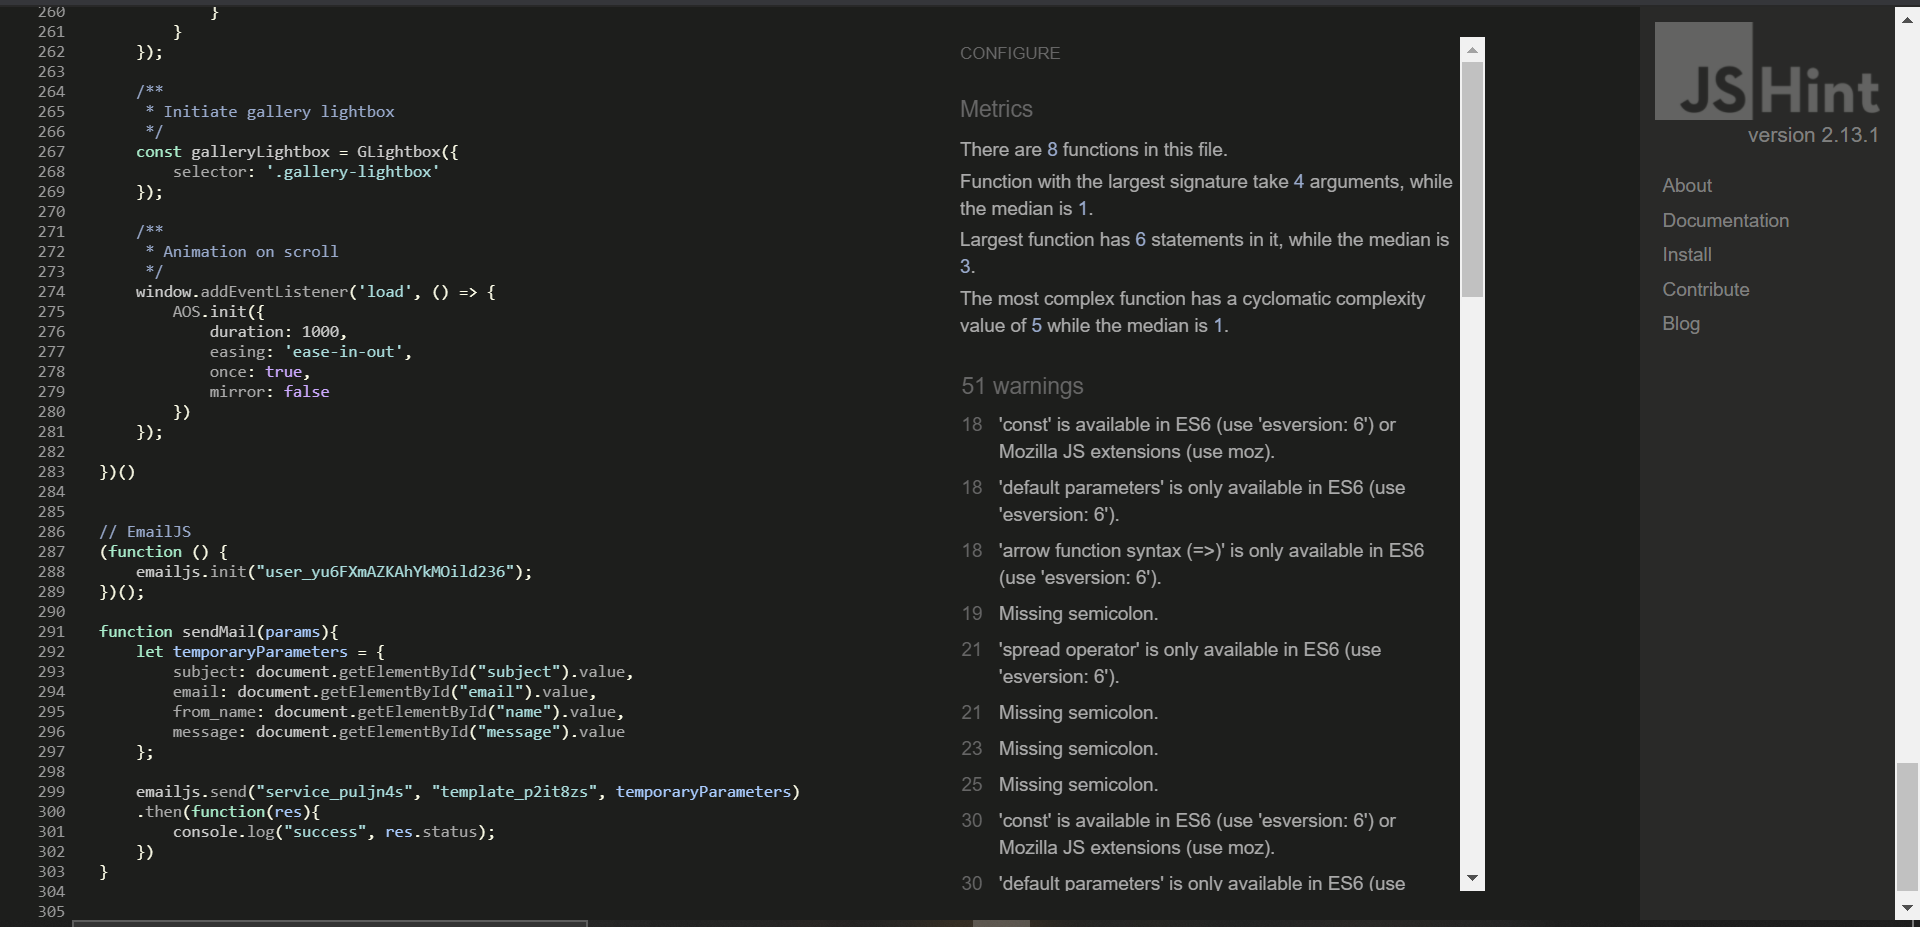 260 }
261 }
262 });
263
264 /**
265 * Initiate gallery lightbox
266 */
267 const galleryLightbox = GLightbox({
268 selector: '.gallery-lightbox'
269 });
270
271 /**
272 * Animation on scroll
273 */
274 window.addEventListener('load', () => {
275 AOS.init({
276 duration: 1000,
277 easing: 'ease-in-out',
278 once: true,
279 mirror: false
280 })
281 });
282
283 })()
284
285
286 // EmailJS
287 (function () {
288 emailjs.init("user_yu6FXmAZKAhYkMOild236");
289 })();
290
291 function sendMail(params){
292 let temporaryParameters = {
293 subject: document.getElementById("subject").value,
294 email: document.getElementById("email").value,
295 from_name: document.getElementById("name").value,
296 message: document.getElementById("message").value
297 };
298
299 emailjs.send("service_puljn4s", "template_p2it8zs", temporaryParameters)
300 .then(function(res){
301 console.log("success", res.status);
302 })
303 }
304
305
CONFIGURE
Metrics
There are 8 functions in this file.
Function with the largest signature take 4 arguments, while
the median is 1.
Largest function has 6 statements in it, while the median is
3.
The most complex function has a cyclomatic complexity
value of 5 while the median is 1.
51 warnings
18 'const' is available in ES6 (use 'esversion: 6') or
Mozilla JS extensions (use moz).
18 'default parameters' is only available in ES6 (use
'esversion: 6').
18 'arrow function syntax (=>)' is only available in ES6
(use 'esversion: 6').
19 Missing semicolon.
21 'spread operator' is only available in ES6 (use
'esversion: 6').
21 Missing semicolon.
23 Missing semicolon.
25 Missing semicolon.
30 'const' is available in ES6 (use 'esversion: 6') or
Mozilla JS extensions (use moz).
30 'default parameters' is only available in ES6 (use
JSHint
version 2.13.1
About
Documentation
Install
Contribute
Blog